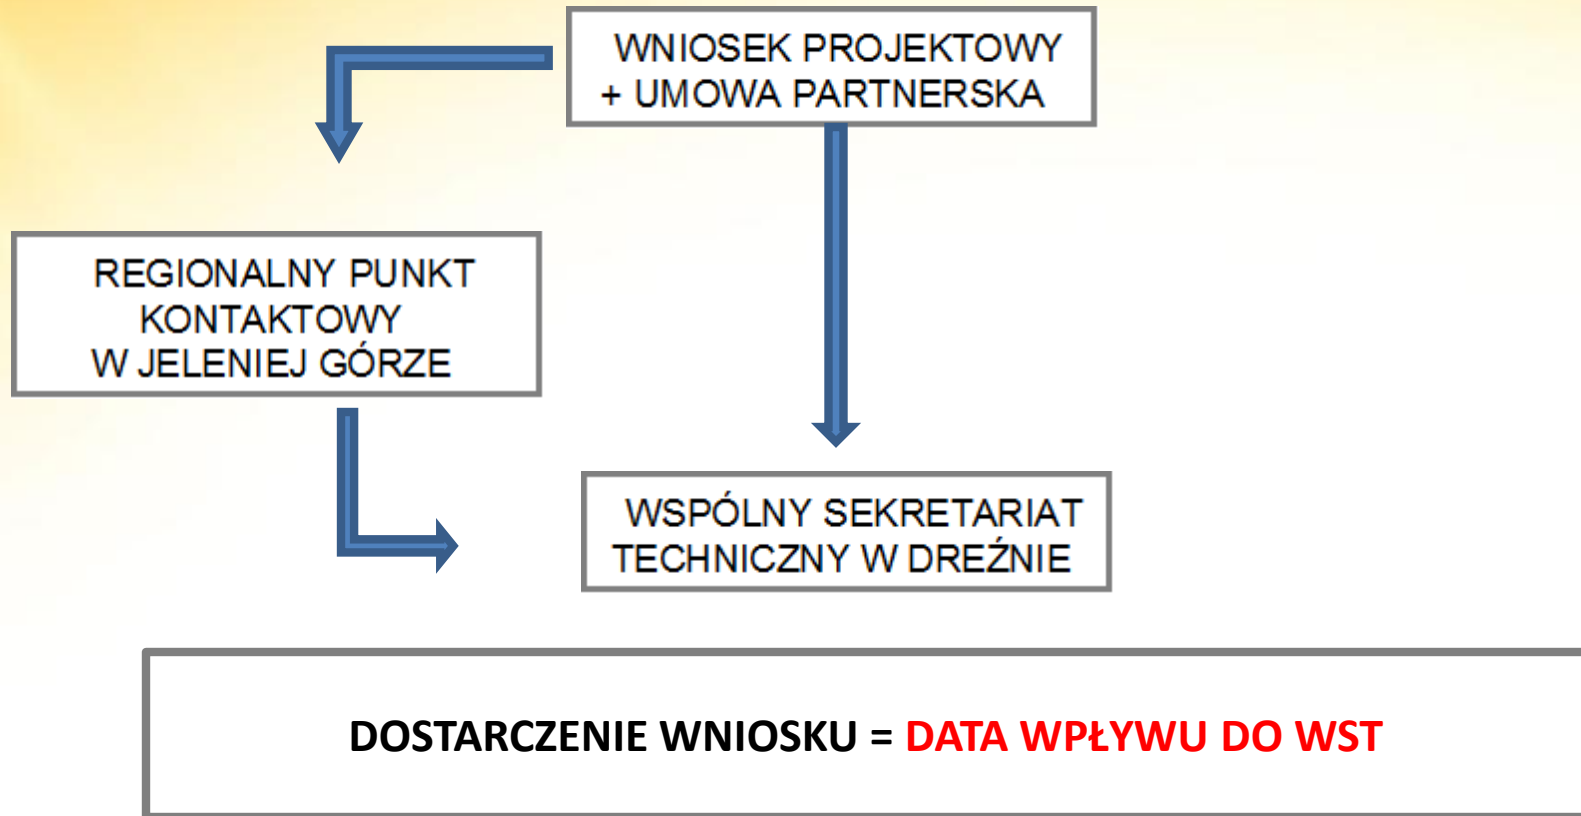 WNIOSEK PROJEKTOWY
+ UMOWA PARTNERSKA
REGIONALNY PUNKT
KONTAKTOWY
W JELENIEJ GÓRZE
WSPÓLNY SEKRETARIAT
TECHNICZNY W DREŹNIE
DOSTARCZENIE WNIOSKU = DATA WPŁYWU DO WST